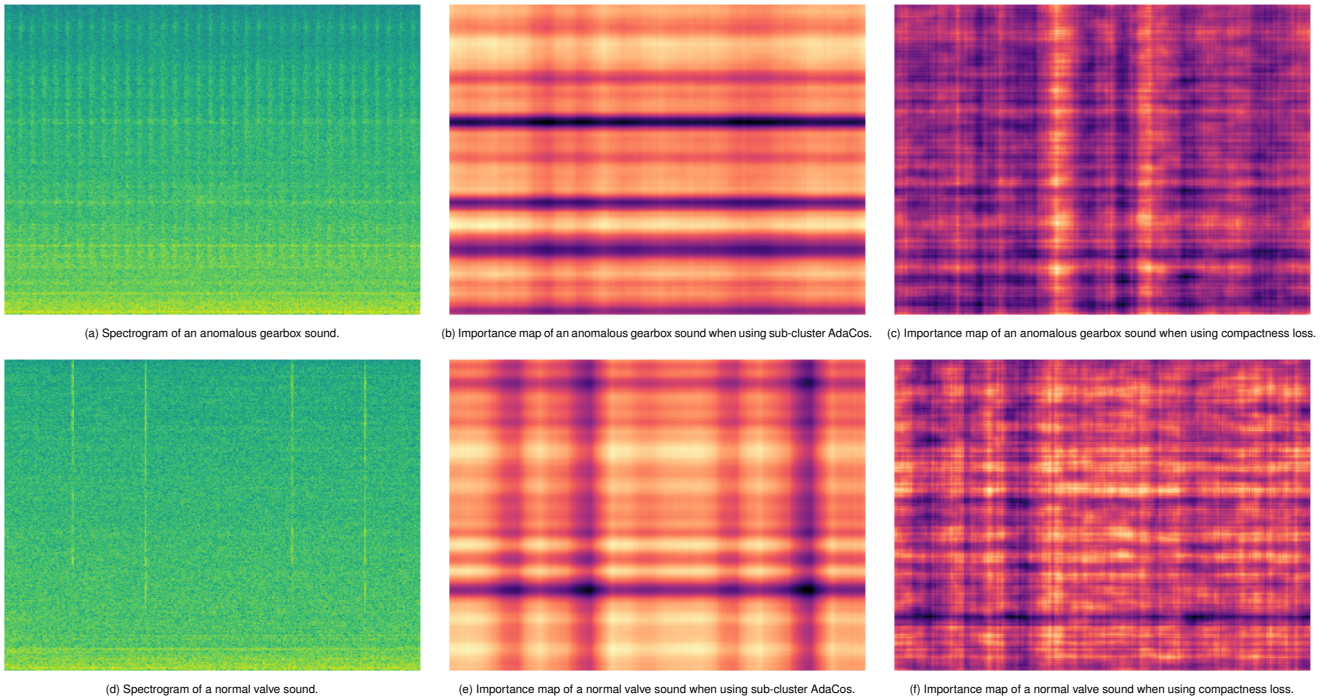 (a) Spectrogram of an anomalous gearbox sound.
(b) Importance map of an anomalous gearbox sound when using sub-cluster AdaCos.
(c) Importance map of an anomalous gearbox sound when using compactness loss.
(d) Spectrogram of a normal valve sound.
(e) Importance map of a normal valve sound when using sub-cluster AdaCos.
(f) Importance map of a normal valve sound when using compactness loss.